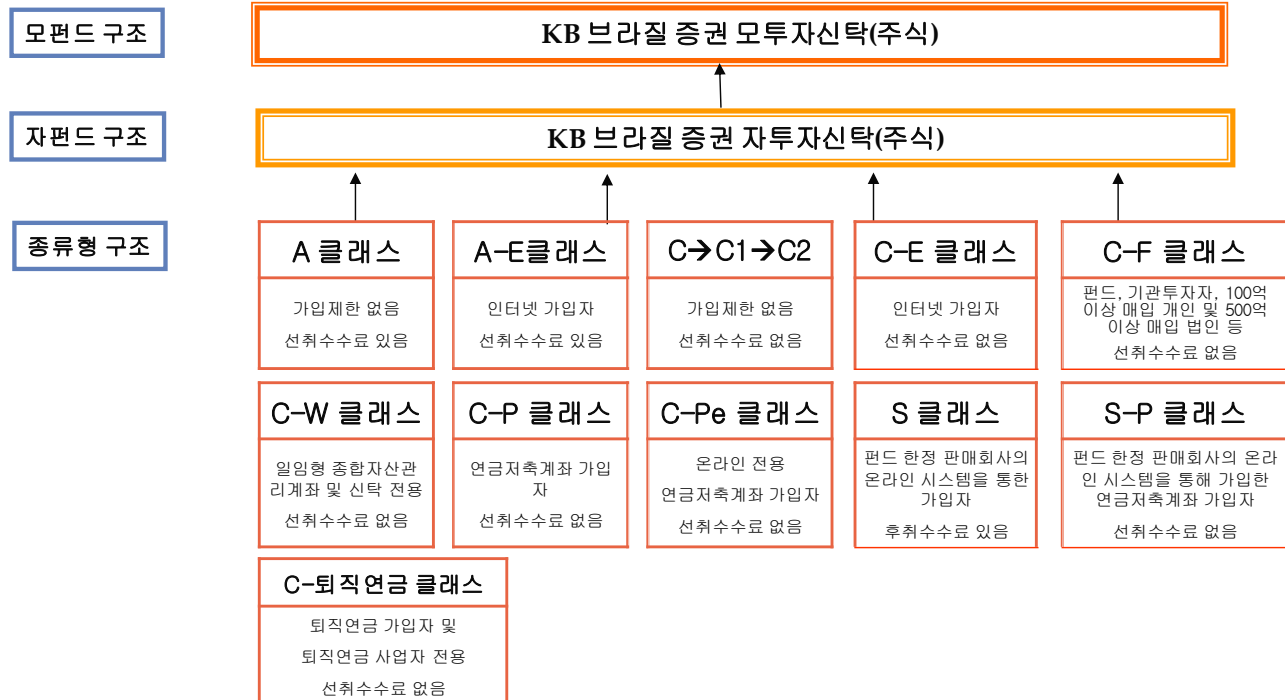 모펀드 구조
KB 브라질 증권 모투자신탁(주식)
자펀드 구조
KB 브라질 증권 자투자신탁(주식)
종류형 구조
A 클래스
가입제한 없음
선취수수료 있음
A-E클래스
인터넷 가입자
선취수수료 있음
C→C1→C2
가입제한 없음
선취수수료 없음
C-E 클래스
인터넷 가입자
선취수수료 없음
C-F 클래스
펀드, 기관투자자, 100억
이상 매입 개인 및 500억
이상 매입 법인 등
선취수수료 없음
C-W 클래스
일임형 종합자산관
리계좌 및 신탁 전용
선취수수료 없음
C-P 클래스
연금저축계좌 가입
자
선취수수료 없음
C-Pe 클래스
온라인 전용
연금저축계좌 가입자
선취수수료 없음
S 클래스
펀드 한정 판매회사의
온라인 시스템을 통한
가입자
후취수수료 있음
S-P 클래스
펀드 한정 판매회사의 온라
인 시스템을 통해 가입한
연금저축계좌 가입자
선취수수료 없음
C-퇴직연금 클래스
퇴직연금 가입자 및
퇴직연금 사업자 전용
선취수수료 없음